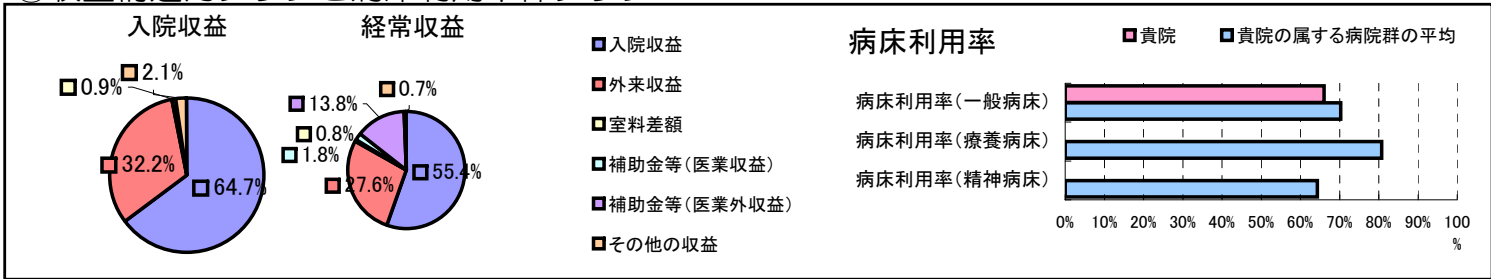 入院収益
2.1%
0.9%
32.2%
64.7%
経常収益
0.7%
13.8%
0.8%
1.8%
27.6%
55.4%
入院収益
外来収益
室料差額
補助金等(医業収益)
補助金等(医業外収益)
その他の収益
病床利用率
貴院
貴院の属する病院群の平均
病床利用率(一般病床)
病床利用率(療養病床)
病床利用率(精神病床)
0% 10% 20% 30% 40% 50% 60% 70% 80% 90% 100
%